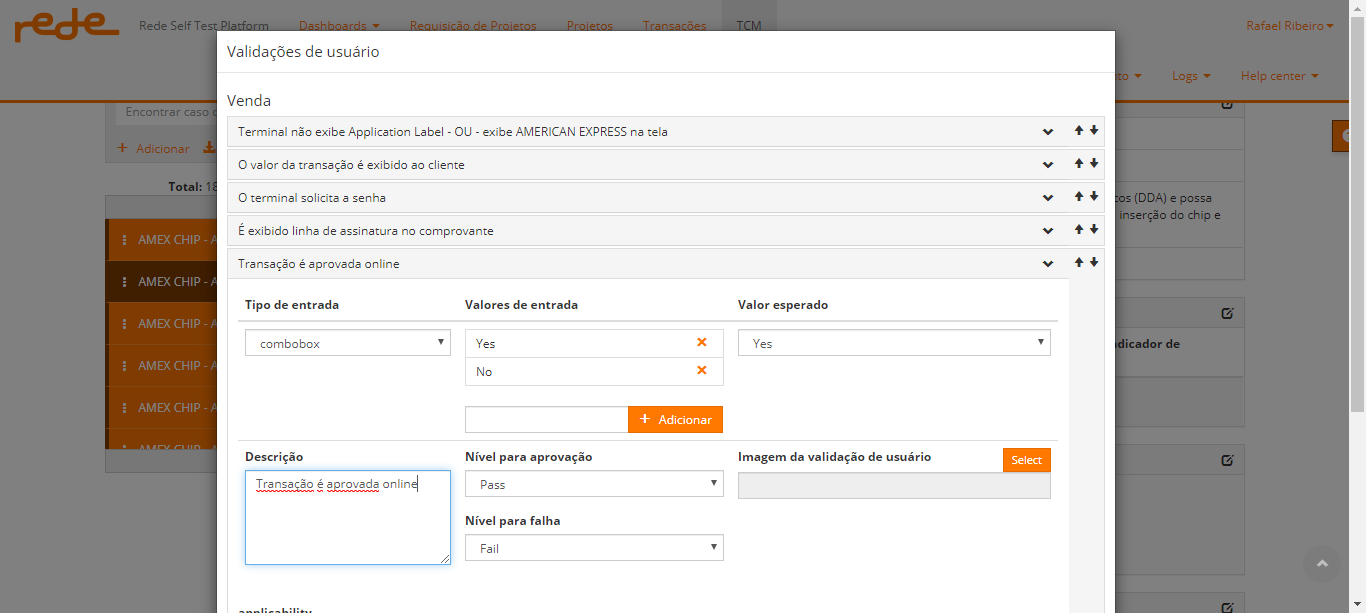 rede
Rede Self Test Platform Dashboards Requisição de Projetos Projetos Transações TCM Rafael Ribeiro
Logs Help center
Validações de usuário
Venda
Encontrar caso
Terminal não exibe Application Label - OU - exibe AMERICAN EXPRESS na tela
+ Adicionar
O valor da transação é exibido ao cliente
Total: 18
O terminal solicita a senha
cos (DDA) e possa
inserção do chip e
É exibido linha de assinatura no comprovante
AMEX CHIP - A
Transação é aprovada online
AMEX CHIP - A
Tipo de entrada Valores de entrada Valor esperado
AMEX CHIP - A
combobox Yes Yes
ndicador de
AMEX CHIP - A
No
AMEX CHIP - A
+ Adicionar
AMEX CHIP - A
Descrição Nível para aprovação Imagem da validação de usuário Select
Transação é aprovada online Pass
Nível para falha
Fail
applicability